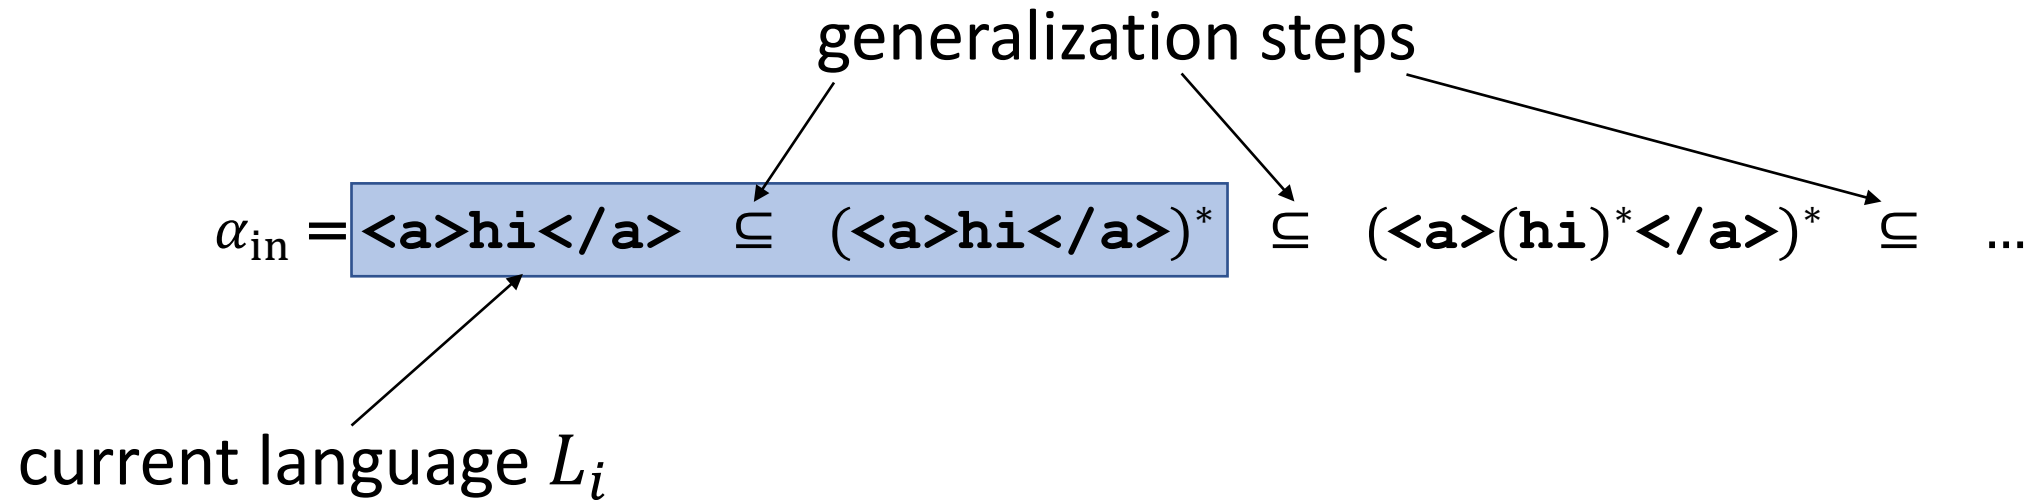 generalization steps
α_in = <a>hi</a> ⊆ (<a>hi</a>)* ⊆ (<a>(hi)*</a>)* ⊆ ...
current language L_i